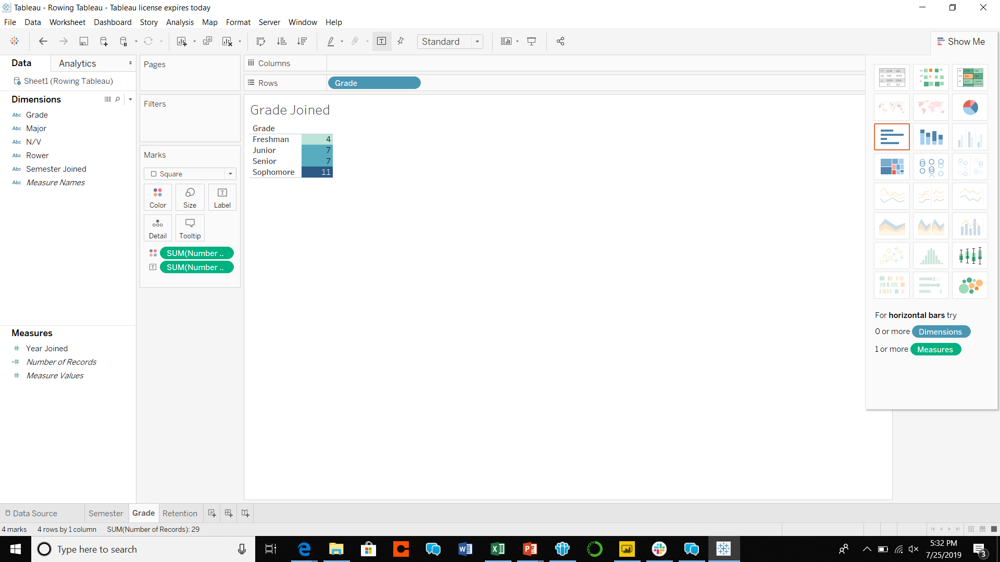 Tableau - Rowing Tableau - Tableau license expires today
File Data Worksheet Dashboard Story Analysis Map Format Server Window Help
Standard
Show Me
Data
Analytics
Sheet1 (Rowing Tableau)
Dimensions
Abc Grade
Abc Major
Abc N/V
Abc Rower
Abc Semester Joined
Abc Measure Names
Measures
Year Joined
Number of Records
Measure Values
Pages
Filters
Marks
Square
Color Size Label
Detail Tooltip
SUM(Number ..
SUM(Number ..
Columns
Rows Grade
Grade Joined
Grade
Freshman 4
Junior 7
Senior 7
Sophomore 11
For horizontal bars try
0 or more Dimensions
1 or more Measures
Data Source Semester Grade Retention
4 marks 4 rows by 1 column SUM(Number of Records): 29
Type here to search
5:32 PM
7/25/2019
3